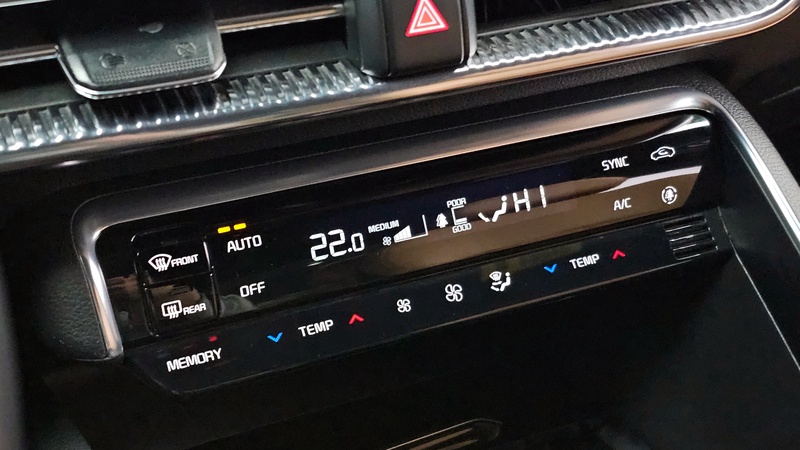 SYNC
POOR
AUTO
22.0
MEDIUM
HI
A/C
GOOD
FRONT
OFF
REAR
TEMP
TEMP
MEMORY